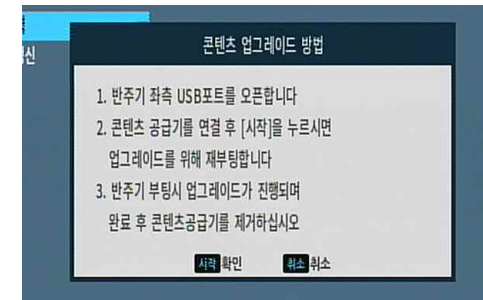 콘텐츠 업그레이드 방법
1. 반주기 좌측 USB포트를 오픈합니다
2. 콘텐츠 공급기를 연결 후 [시작]을 누르시면
업그레이드를 위해 재부팅합니다
3. 반주기 부팅시 업그레이드가 진행되며
완료 후 콘텐츠공급기를 제거하십시오
시작 확인 취소 취소